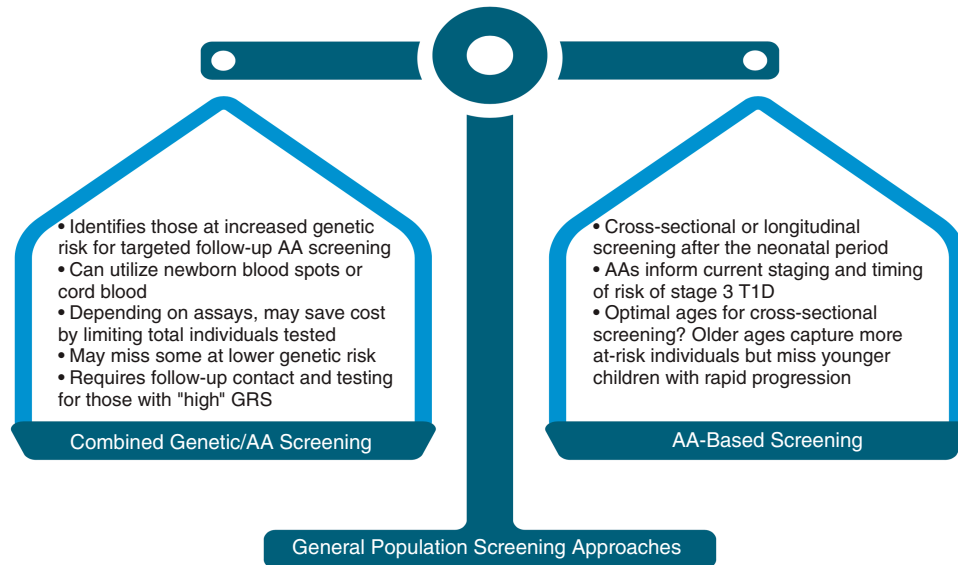 • Identifies those at increased genetic
risk for targeted follow-up AA screening
• Can utilize newborn blood spots or
cord blood
• Depending on assays, may save cost
by limiting total individuals tested
• May miss some at lower genetic risk
• Requires follow-up contact and testing
for those with "high" GRS
Combined Genetic/AA Screening
• Cross-sectional or longitudinal
screening after the neonatal period
• AAs inform current staging and timing
of risk of stage 3 T1D
• Optimal ages for cross-sectional
screening? Older ages capture more
at-risk individuals but miss younger
children with rapid progression
AA-Based Screening
General Population Screening Approaches